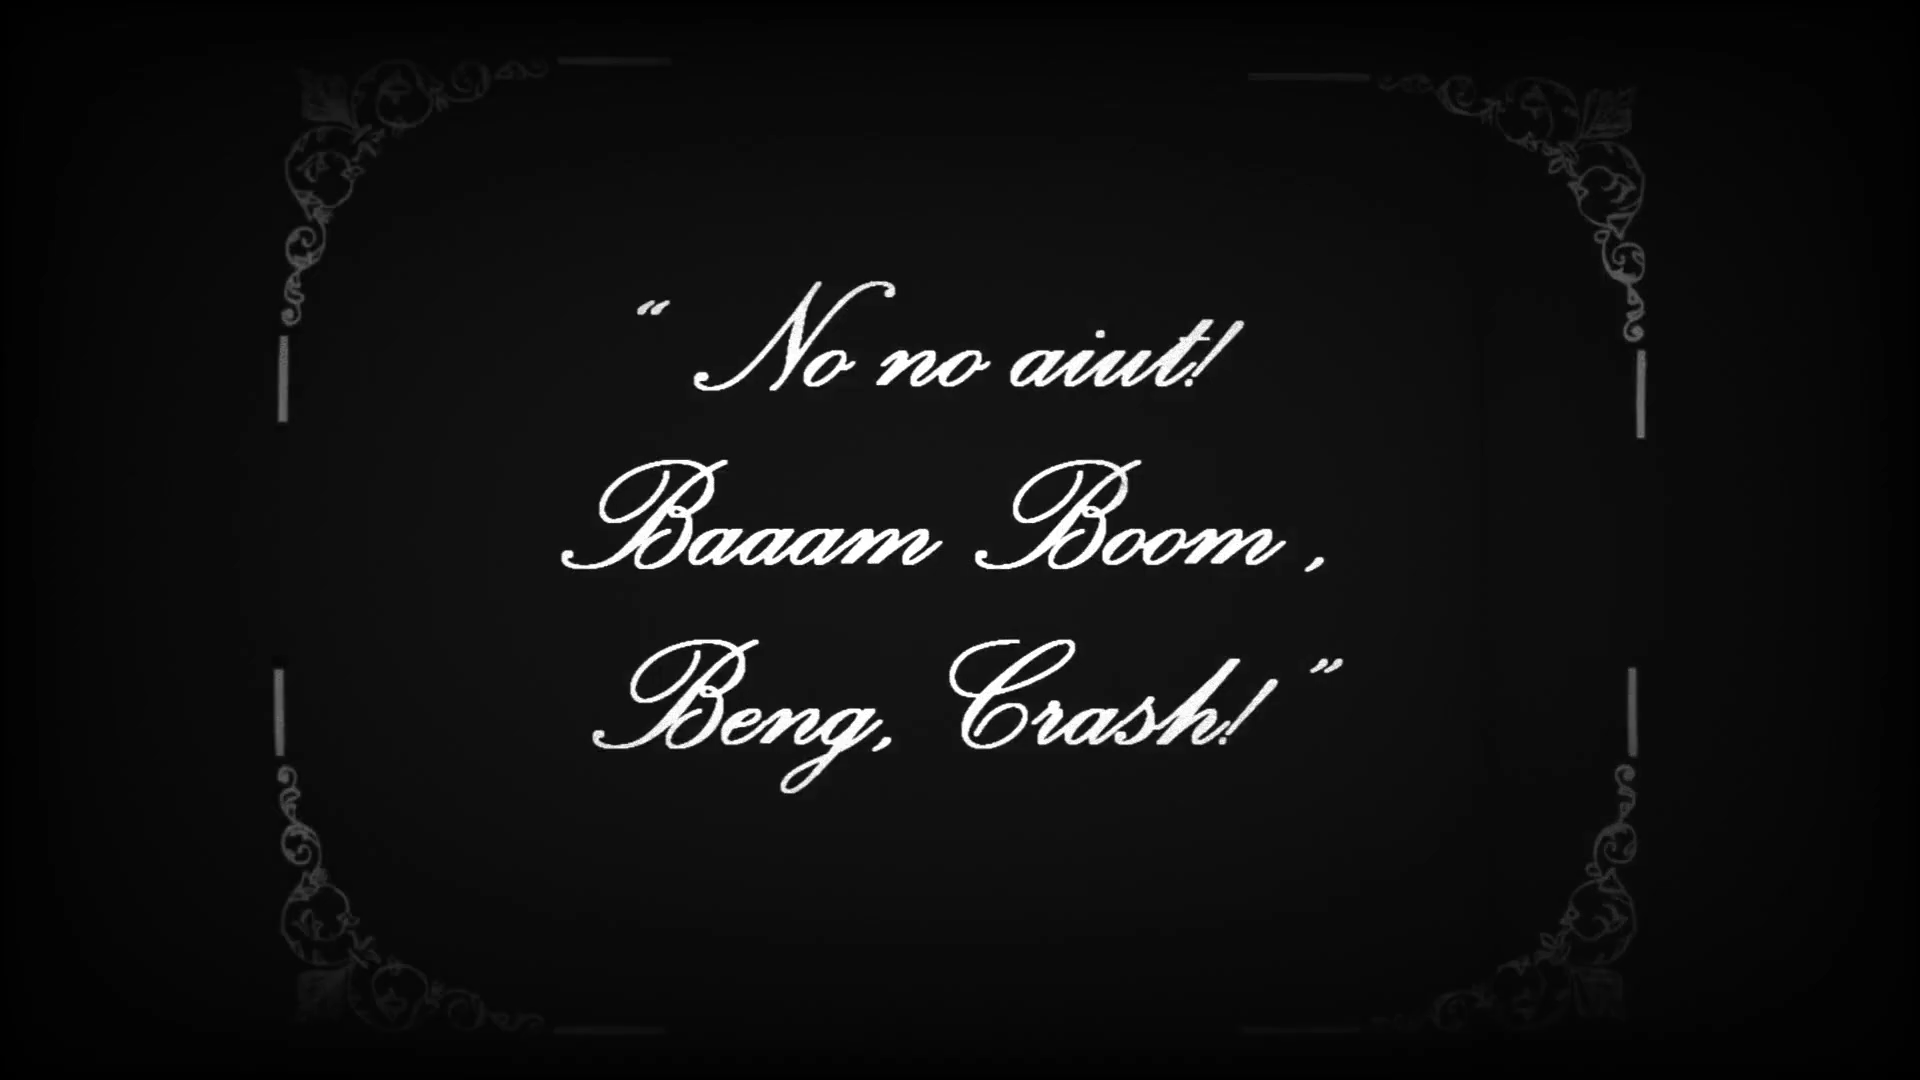 “ No no aiut!
Baaam Boom ,
Beng, Crash! ”